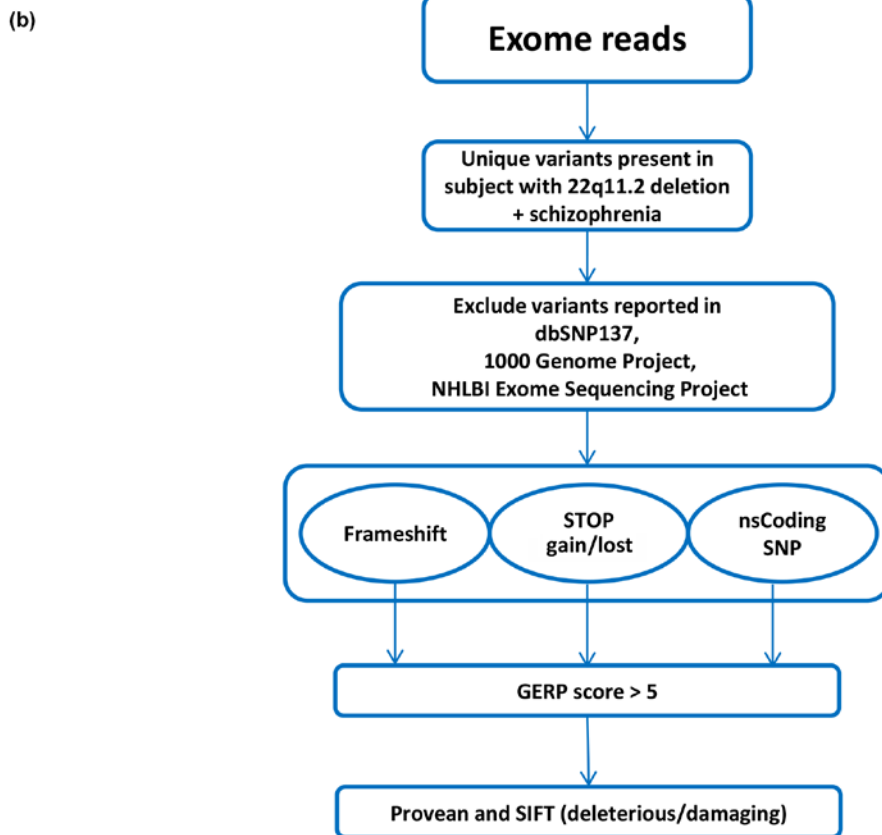 (b)
Exome reads
Unique variants present in
subject with 22q11.2 deletion
+ schizophrenia
Exclude variants reported in
dbSNP137,
1000 Genome Project,
NHLBI Exome Sequencing Project
Frameshift
STOP
gain/lost
nsCoding
SNP
GERP score > 5
Provean and SIFT (deleterious/damaging)